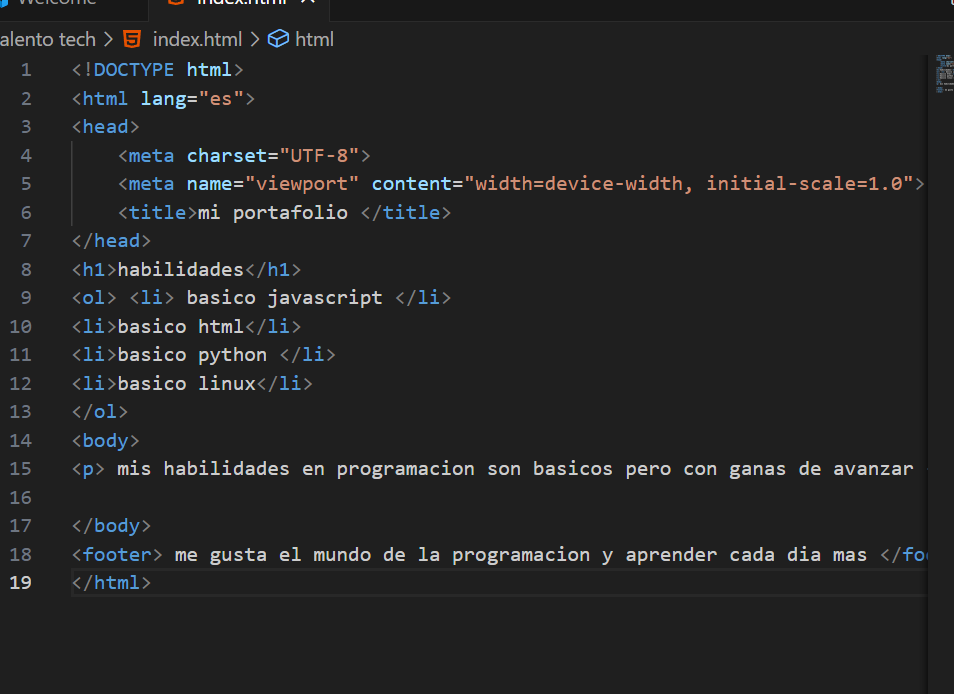 Welcome index.html
alento tech > index.html > html
1 <!DOCTYPE html>
2 <html lang="es">
3 <head>
4 <meta charset="UTF-8">
5 <meta name="viewport" content="width=device-width, initial-scale=1.0">
6 <title>mi portafolio </title>
7 </head>
8 <h1>habilidades</h1>
9 <ol> <li> basico javascript </li>
10 <li>basico html</li>
11 <li>basico python </li>
12 <li>basico linux</li>
13 </ol>
14 <body>
15 <p> mis habilidades en programacion son basicos pero con ganas de avanzar
16
17 </body>
18 <footer> me gusta el mundo de la programacion y aprender cada dia mas </foo
19 </html>